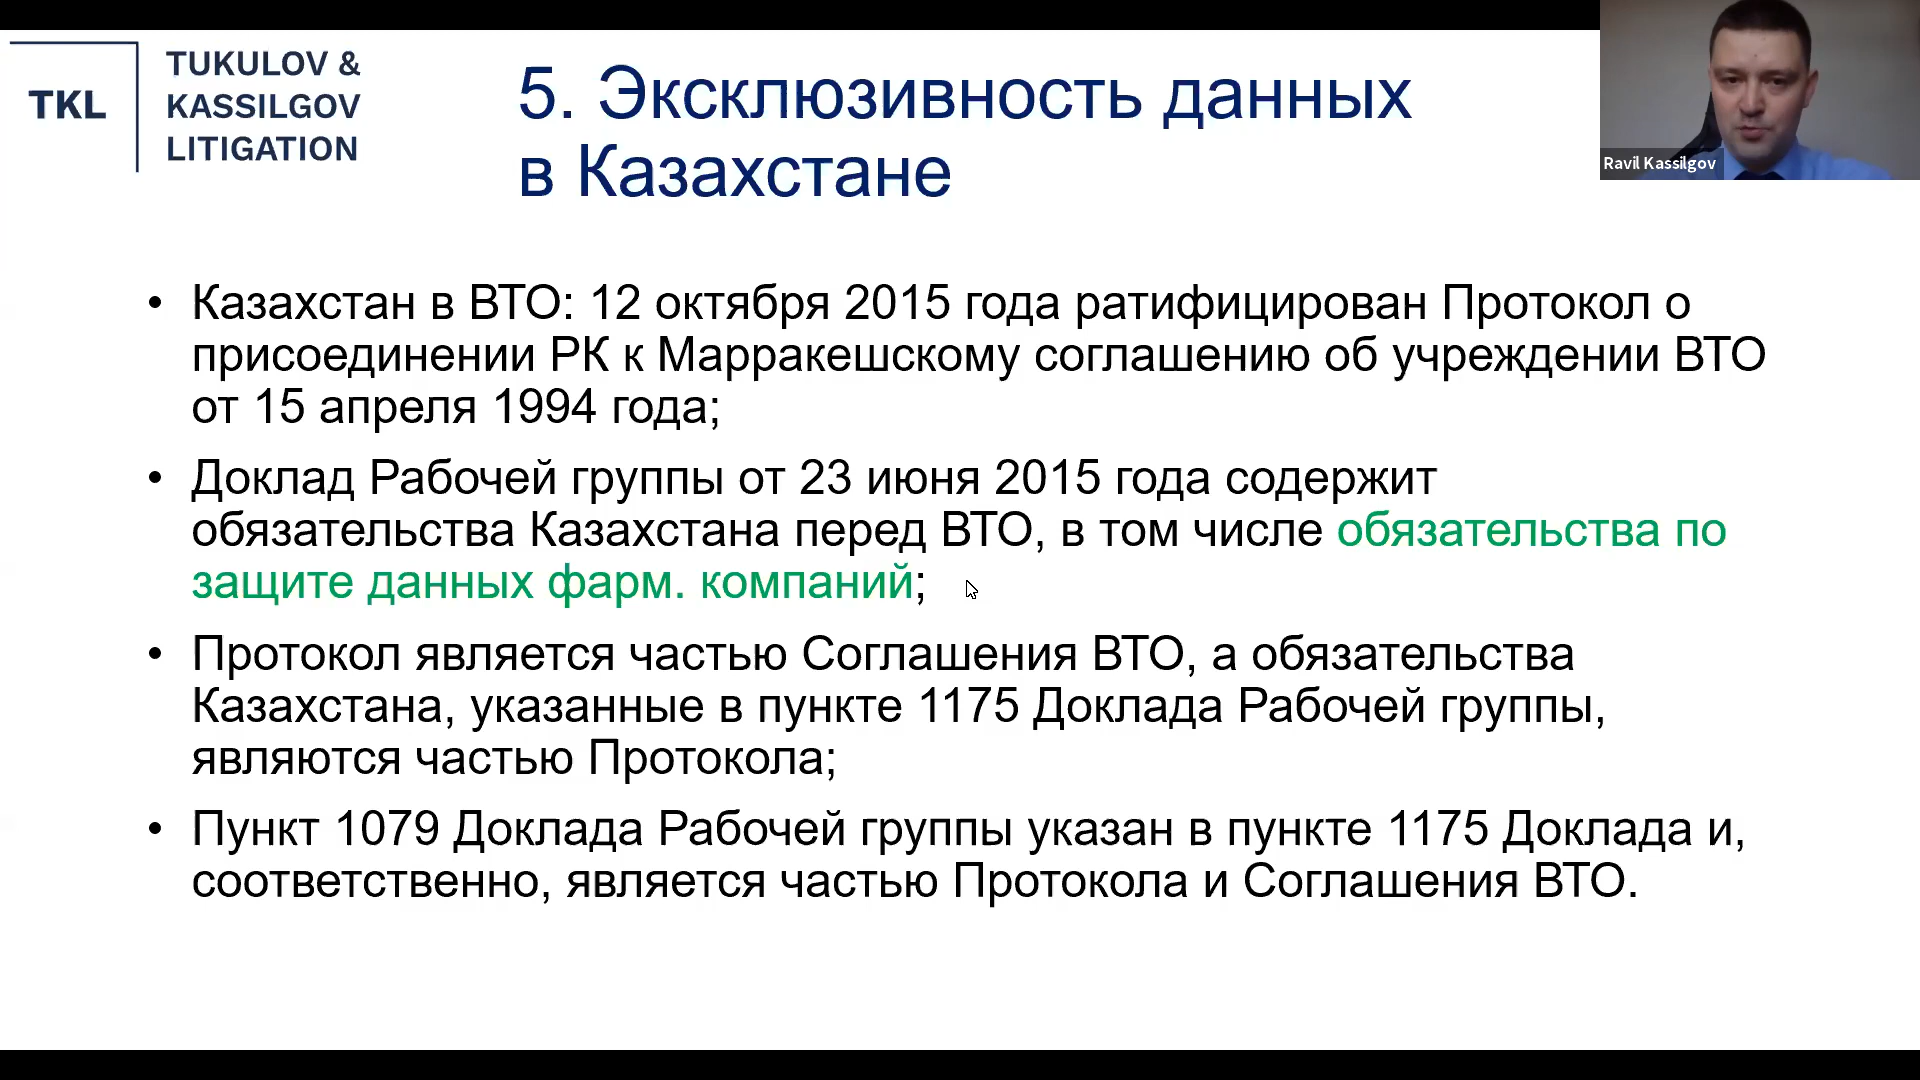 TKL
TUKULOV &
KASSILGOV
LITIGATION
5. Эксклюзивность данных
в Казахстане
Ravil Kassilgov
• Казахстан в ВТО: 12 октября 2015 года ратифицирован Протокол о
присоединении РК к Марракешскому соглашению об учреждении ВТО
от 15 апреля 1994 года;
• Доклад Рабочей группы от 23 июня 2015 года содержит
обязательства Казахстана перед ВТО, в том числе обязательства по
защите данных фарм. компаний;
• Протокол является частью Соглашения ВТО, а обязательства
Казахстана, указанные в пункте 1175 Доклада Рабочей группы,
являются частью Протокола;
• Пункт 1079 Доклада Рабочей группы указан в пункте 1175 Доклада и,
соответственно, является частью Протокола и Соглашения ВТО.